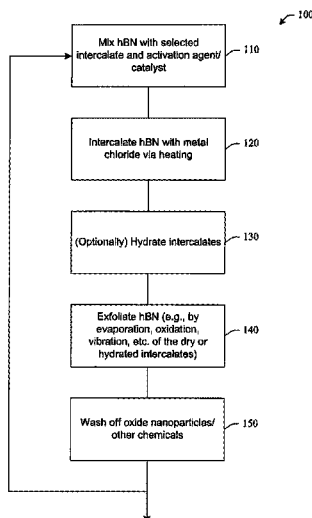 100
Mix hBN with selected
intercalate and activation agent/
catalyst
110
Intercalate hBN with metal
chloride via heating
120
(Optionally) Hydrate intercalates
130
Exfoliate hBN (e.g., by
evaporation, oxidation,
vibration, etc. of the dry or
hydrated intercalates)
140
Wash off oxide nanoparticles/
other chemicals
150